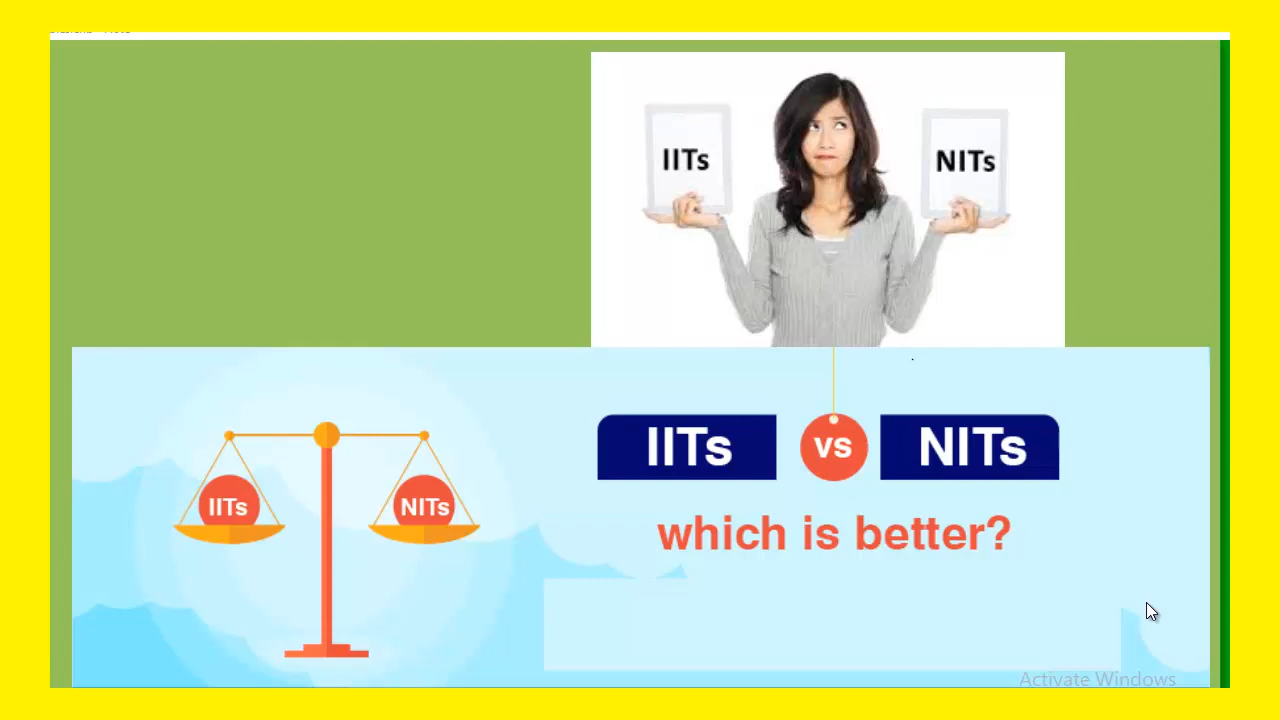 IITs
NITs
IITs vs NITs
which is better?
IITs
NITs
Activate Windows